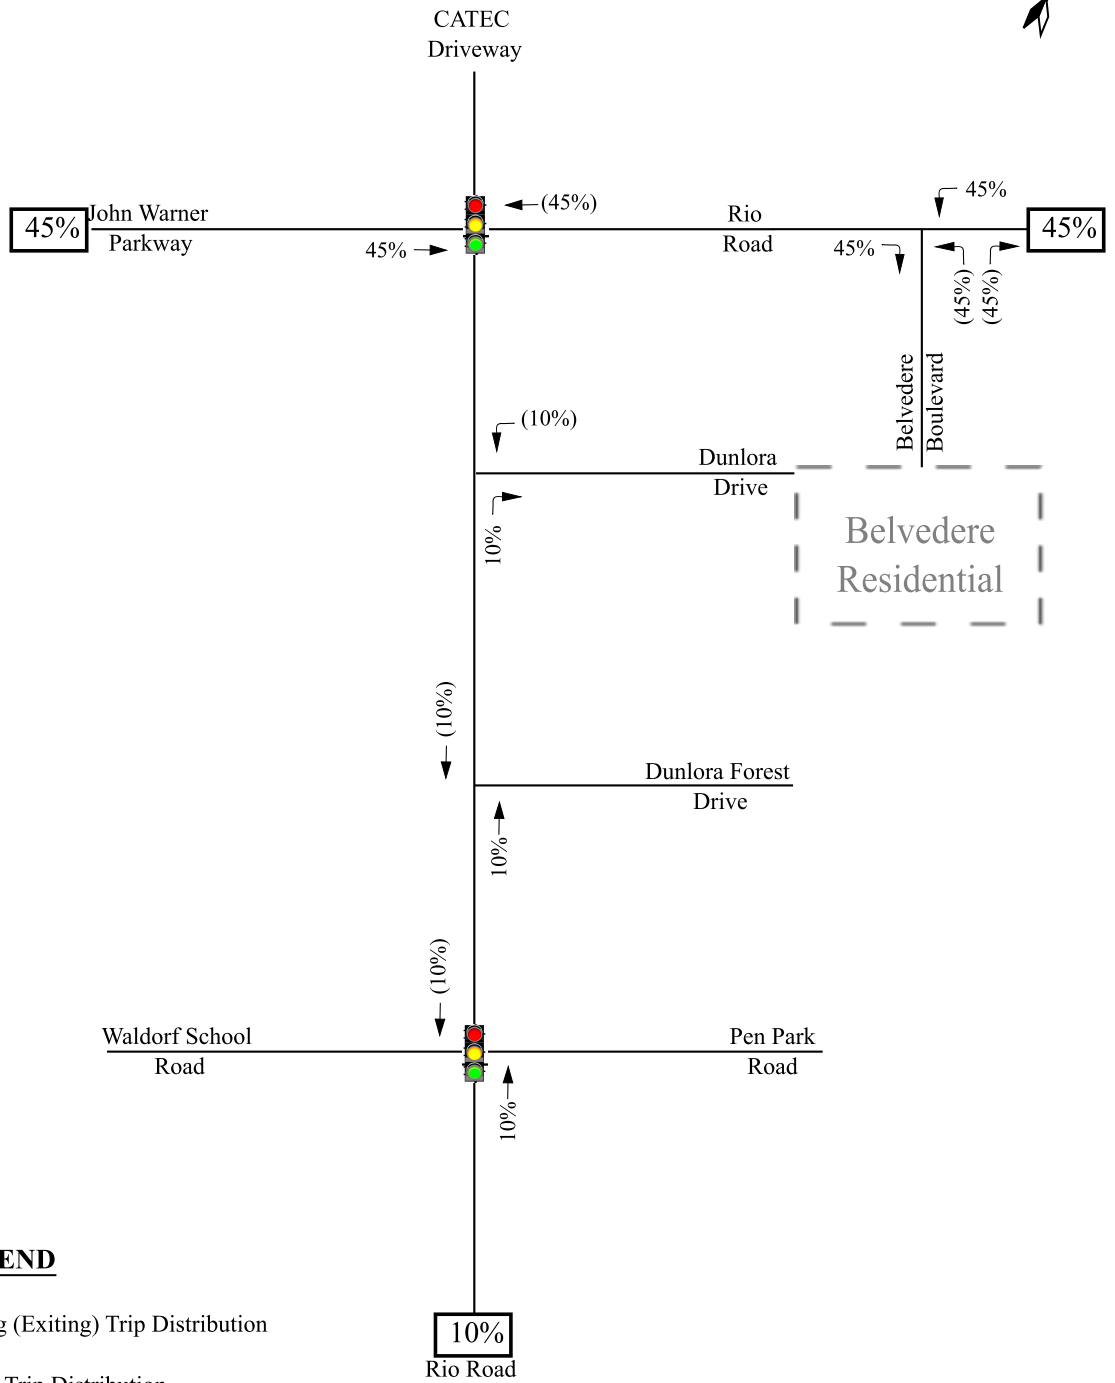 CATEC
Driveway
45%
John Warner
Parkway
(45%)
45%
Rio
Road
45%
45%
45%
(45%)
(45%)
Belvedere
Boulevard
(10%)
Dunlora
Drive
10%
Belvedere
Residential
(10%)
Dunlora Forest
Drive
10%
(10%)
Waldorf School
Road
Pen Park
Road
10%
END
g (Exiting) Trip Distribution
10%
Rio Road
Trip Distribution